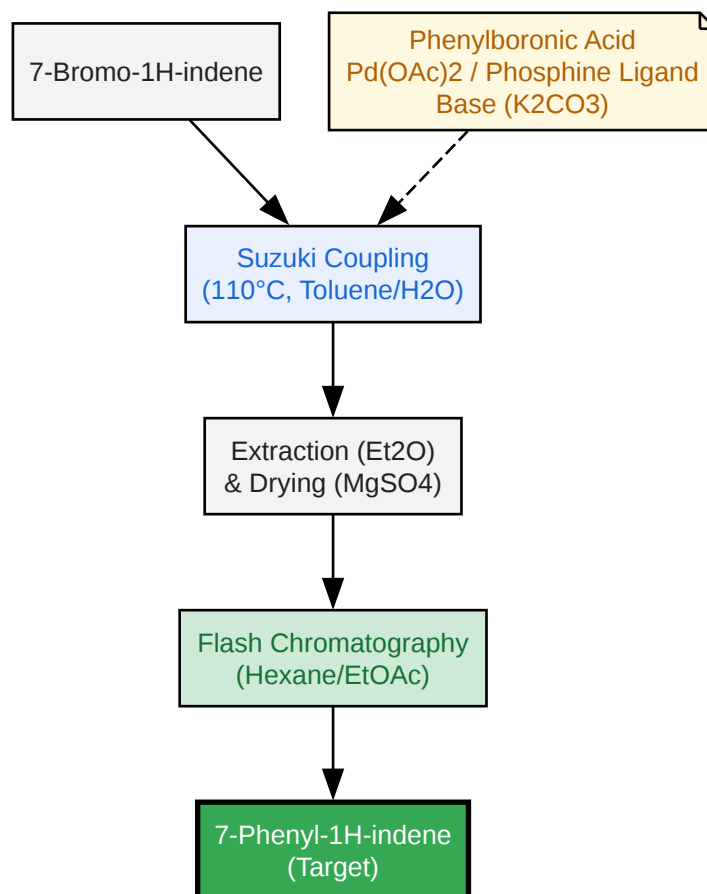 7-Bromo-1H-indene
Phenylboronic Acid
Pd(OAc)2 / Phosphine Ligand
Base (K2CO3)
Suzuki Coupling
(110°C, Toluene/H2O)
Extraction (Et2O)
& Drying (MgSO4)
Flash Chromatography
(Hexane/EtOAc)
7-Phenyl-1H-indene
(Target)